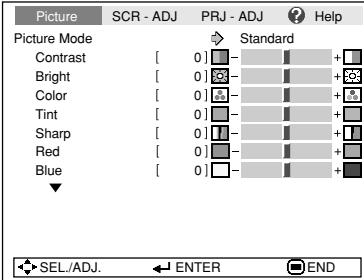 Picture SCR - ADJ PRJ - ADJ ? Help
Picture Mode Standard
Contrast [ 0 ] - +
Bright [ 0 ] - +
Color [ 0 ] - +
Tint [ 0 ] - +
Sharp [ 0 ] - +
Red [ 0 ] - +
Blue [ 0 ] - +
SEL./ADJ. ENTER END